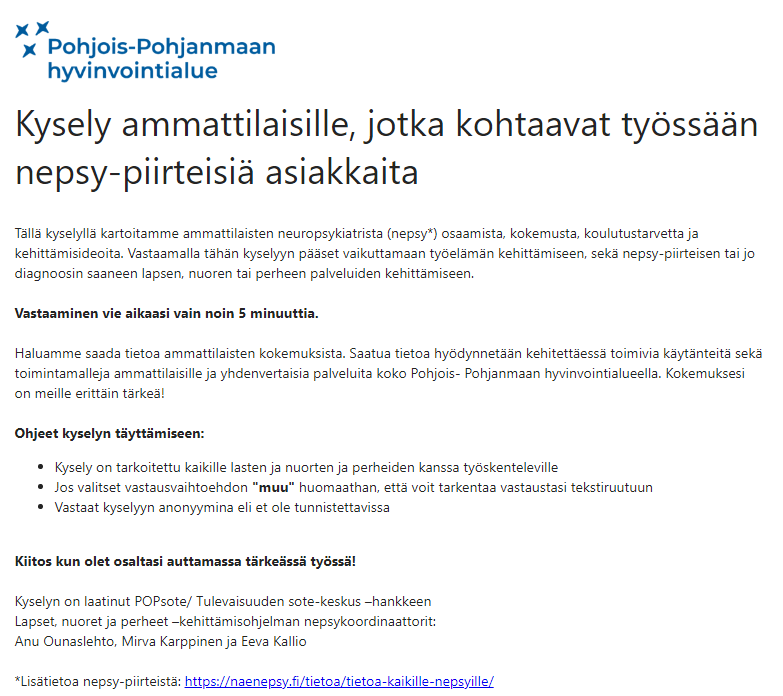 Pohjois-Pohjanmaan
hyvinvointialue
Kysely ammattilaisille, jotka kohtaavat työssään
nepsy-piirteisiä asiakkaita
Tällä kyselyllä kartoitamme ammattilaisten neuropsykiatrista (nepsy*) osaamista, kokemusta, koulutustarvetta ja
kehittämisideoita. Vastaamalla tähän kyselyyn pääset vaikuttamaan työelämän kehittämiseen, sekä nepsy-piirteisen tai jo
diagnoosin saaneen lapsen, nuoren tai perheen palveluiden kehittämiseen.
Vastaaminen vie aikaasi vain noin 5 minuuttia.
Haluamme saada tietoa ammattilaisten kokemuksista. Saatua tietoa hyödynnetään kehitettäessä toimivia käytänteitä sekä
toimintamalleja ammattilaisille ja yhdenvertaisia palveluita koko Pohjois- Pohjanmaan hyvinvointialueella. Kokemuksesi
on meille erittäin tärkeä!
Ohjeet kyselyn täyttämiseen:
• Kysely on tarkoitettu kaikille lasten ja nuorten ja perheiden kanssa työskenteleville
• Jos valitset vastausvaihtoehdon "muu" huomaathan, että voit tarkentaa vastaustasi tekstiruutuun
• Vastaat kyselyyn anonyymina eli et ole tunnistettavissa
Kiitos kun olet osaltasi auttamassa tärkeässä työssä!
Kyselyn on laatinut POPsote/ Tulevaisuuden sote-keskus –hankkeen
Lapset, nuoret ja perheet –kehittämisohjelman nepsykoordinaattorit:
Anu Ounaslehto, Mirva Karppinen ja Eeva Kallio
*Lisätietoa nepsy-piirteistä: https://naenepsy.fi/tietoa/tietoa-kaikille-nepsyille/